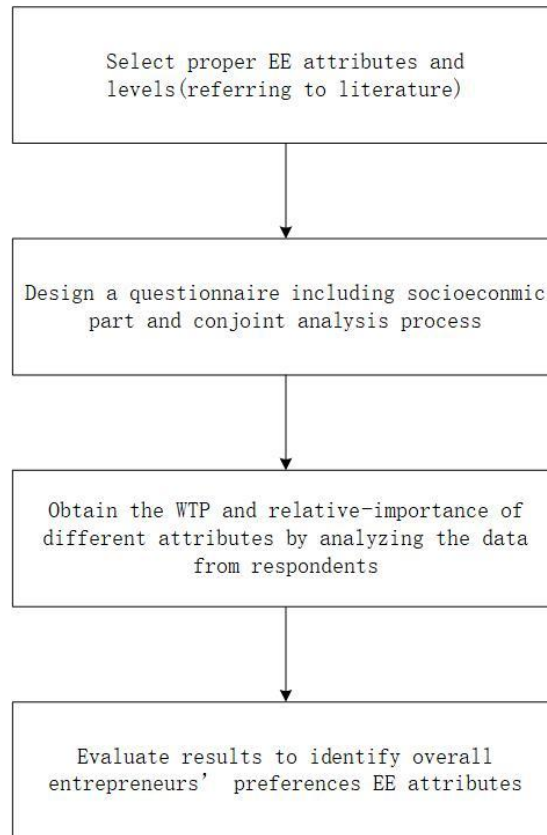 Select proper EE attributes and
levels(referring to literature)
Design a questionnaire including socioeconmic
part and conjoint analysis process
Obtain the WTP and relative-importance of
different attributes by analyzing the data
from respondents
Evaluate results to identify overall
entrepreneurs’ preferences EE attributes